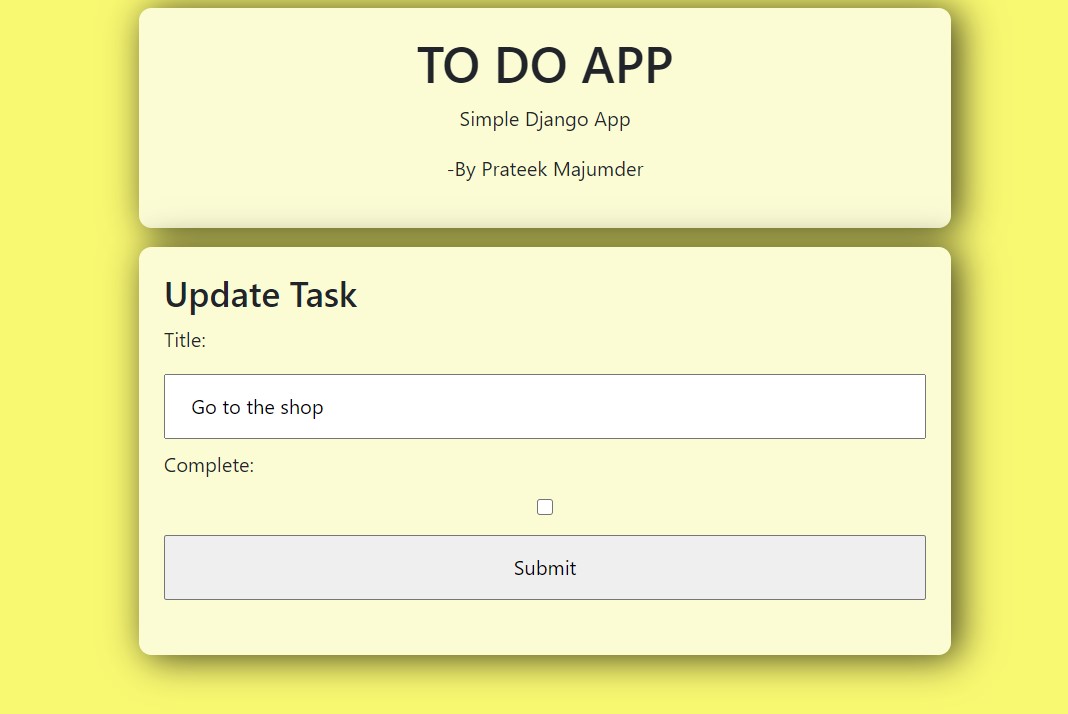 TO DO APP
Simple Django App
-By Prateek Majumder
Update Task
Title:
Go to the shop
Complete:
Submit